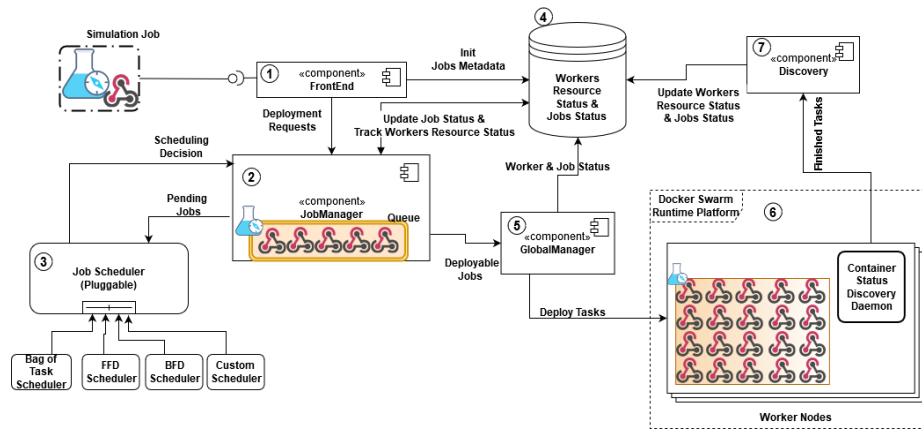 Simulation Job
1
«component»
FrontEnd
Init
Jobs Metadata
4
Workers
Resource
Status &
Jobs Status
7
«component»
Discovery
Update Workers
Resource Status
& Jobs Status
Finished Tasks
Deployment
Requests
Update Job Status &
Track Workers Resource Status
Scheduling
Decision
Worker & Job Status
2
«component»
JobManager
Queue
Pending
Jobs
Deployable
Jobs
5
«component»
GlobalManager
Deploy Tasks
3
Job Scheduler
(Pluggable)
Bag of
Task
Scheduler
FFD
Scheduler
BFD
Scheduler
Custom
Scheduler
Docker Swarm
Runtime Platform
6
Container
Status
Discovery
Daemon
Worker Nodes